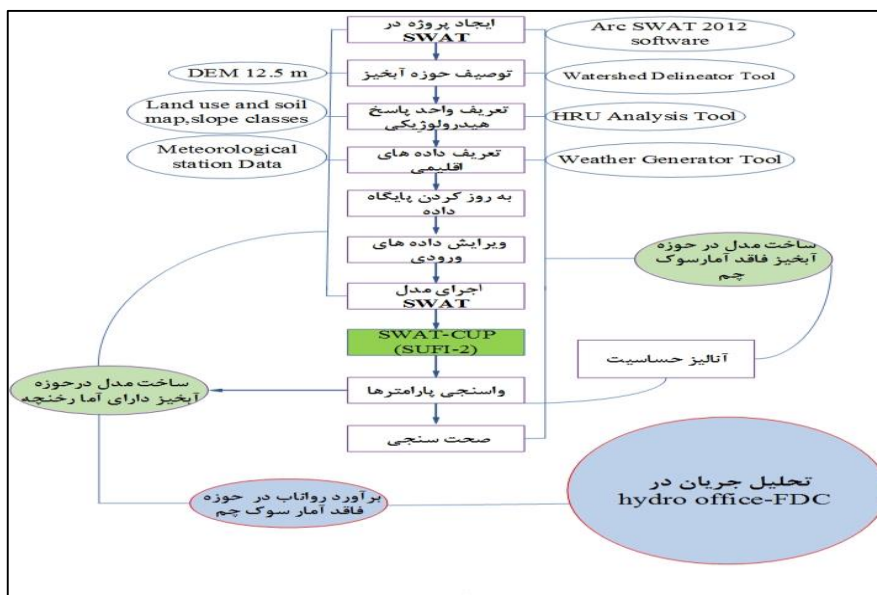 ایجاد پروژه در
SWAT
Arc SWAT 2012
software
DEM 12.5 m
توصیف حوزه آبخیز
Watershed Delineator Tool
Land use and soil
map,slope classes
تعریف واحد پاسخ
هیدرولوژیکی
HRU Analysis Tool
Meteorological
station Data
تعریف داده های
اقلیمی
Weather Generator Tool
به روز کردن پایگاه
داده
ویرایش داده های
ورودی
ساخت مدل در حوزه
آبخیز فاقد آمارسوک
چم
اجرای مدل
SWAT
SWAT-CUP
(SUFI-2)
آنالیز حساسیت
ساخت مدل درحوزه
آبخیز دارای آما رخنچه
واسنجی پارامترها
صحت سنجی
تحلیل جریان در
hydro office-FDC
برآورد رواناب در حوزه
فاقد آمار سوک چم